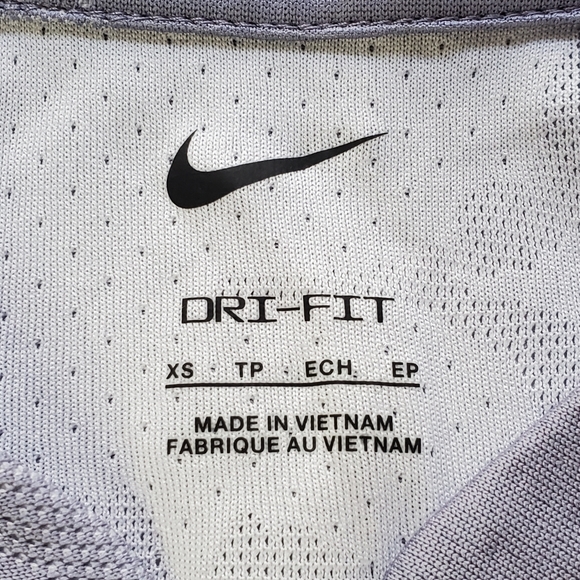 DRI-FIT
XS TP ECH EP
MADE IN VIETNAM
FABRIQUE AU VIETNAM